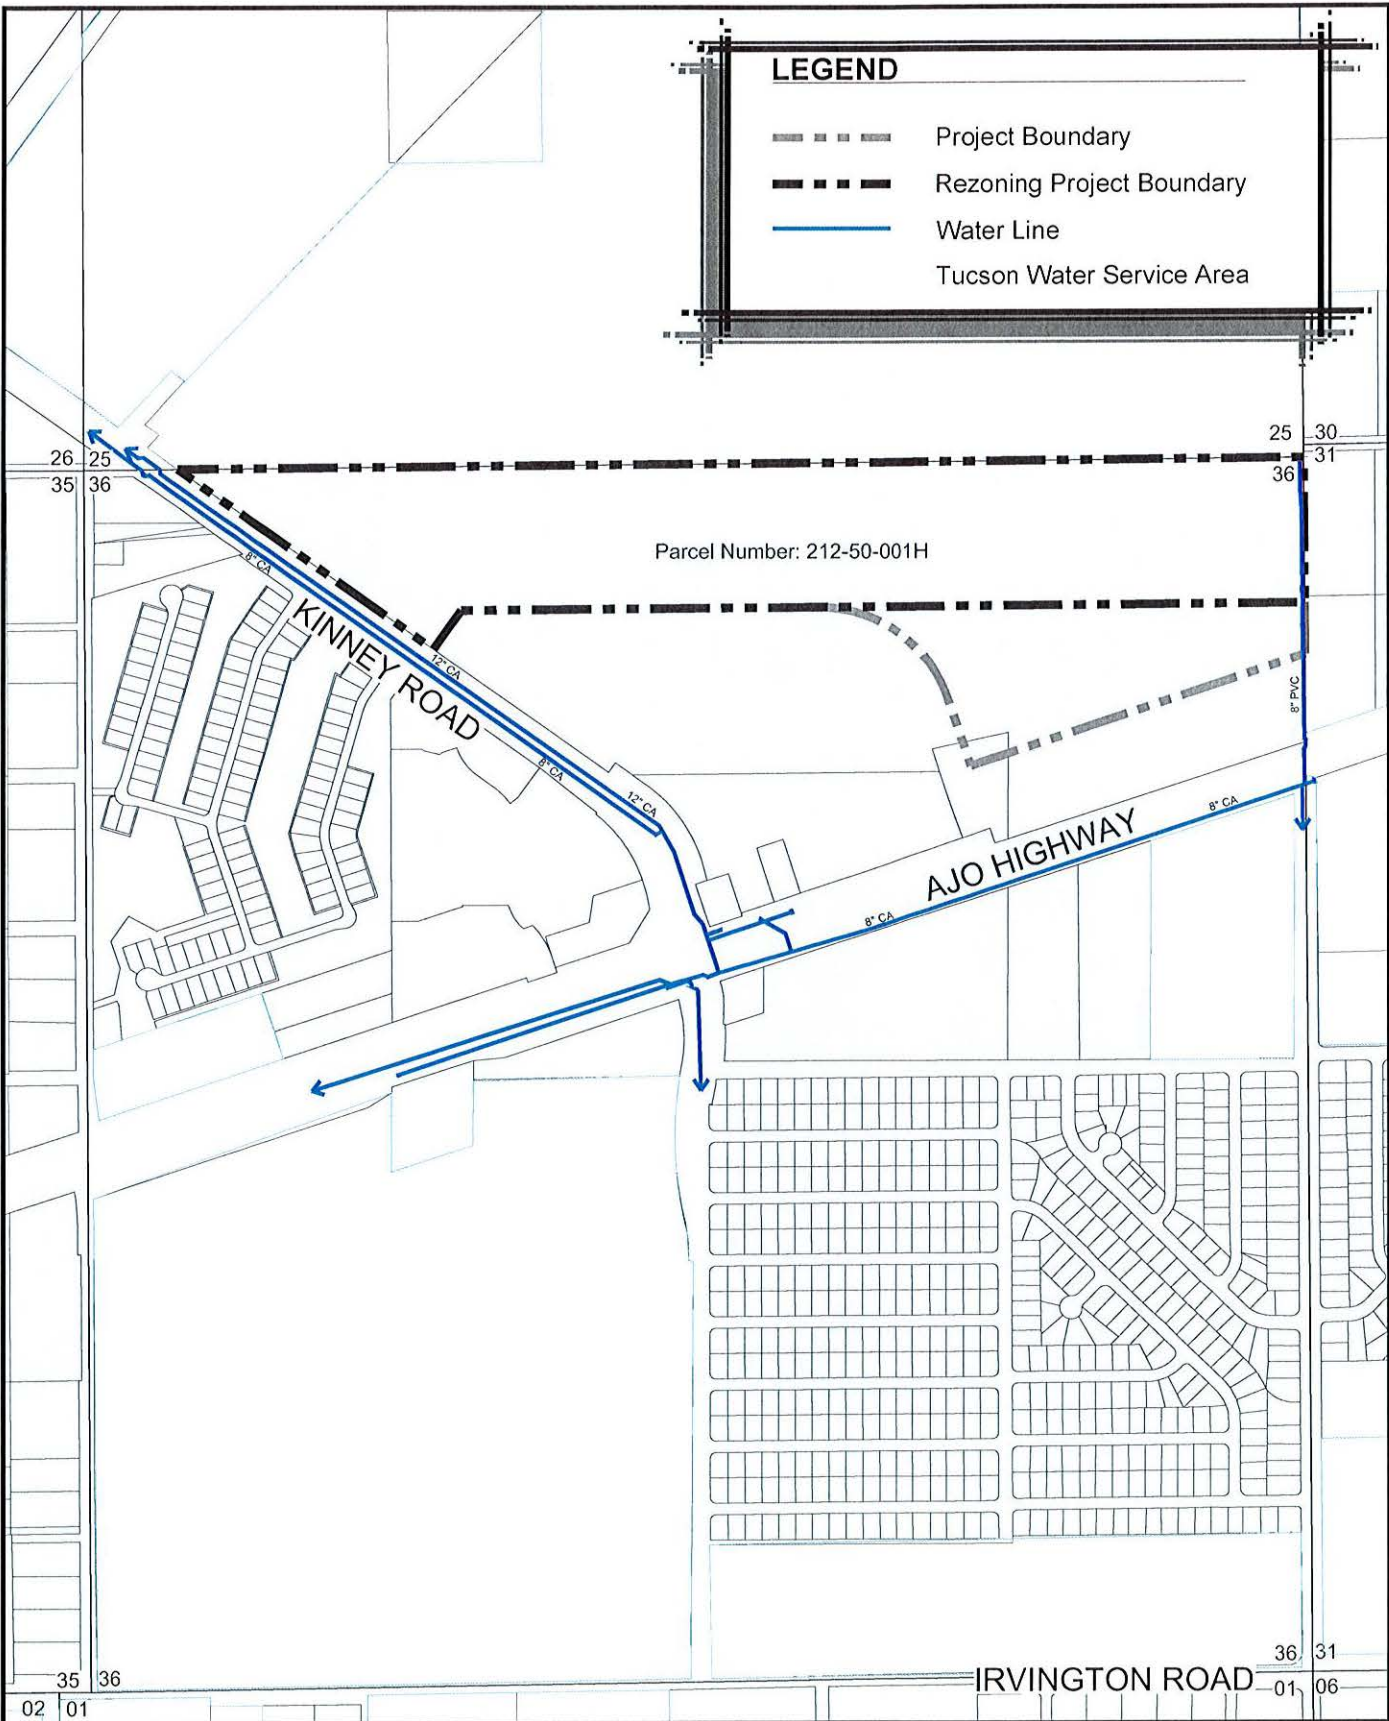 LEGEND
Project Boundary
Rezoning Project Boundary
Water Line
Tucson Water Service Area
26 25
35 36
25 30
36 31
Parcel Number: 212-50-001H
8" CA
KINNEY ROAD
12" CA
8" CA
12" CA
8" PVC
AJO HIGHWAY
8" CA
8" CA
35 36
02 01
IRVINGTON ROAD
36 31
01 06